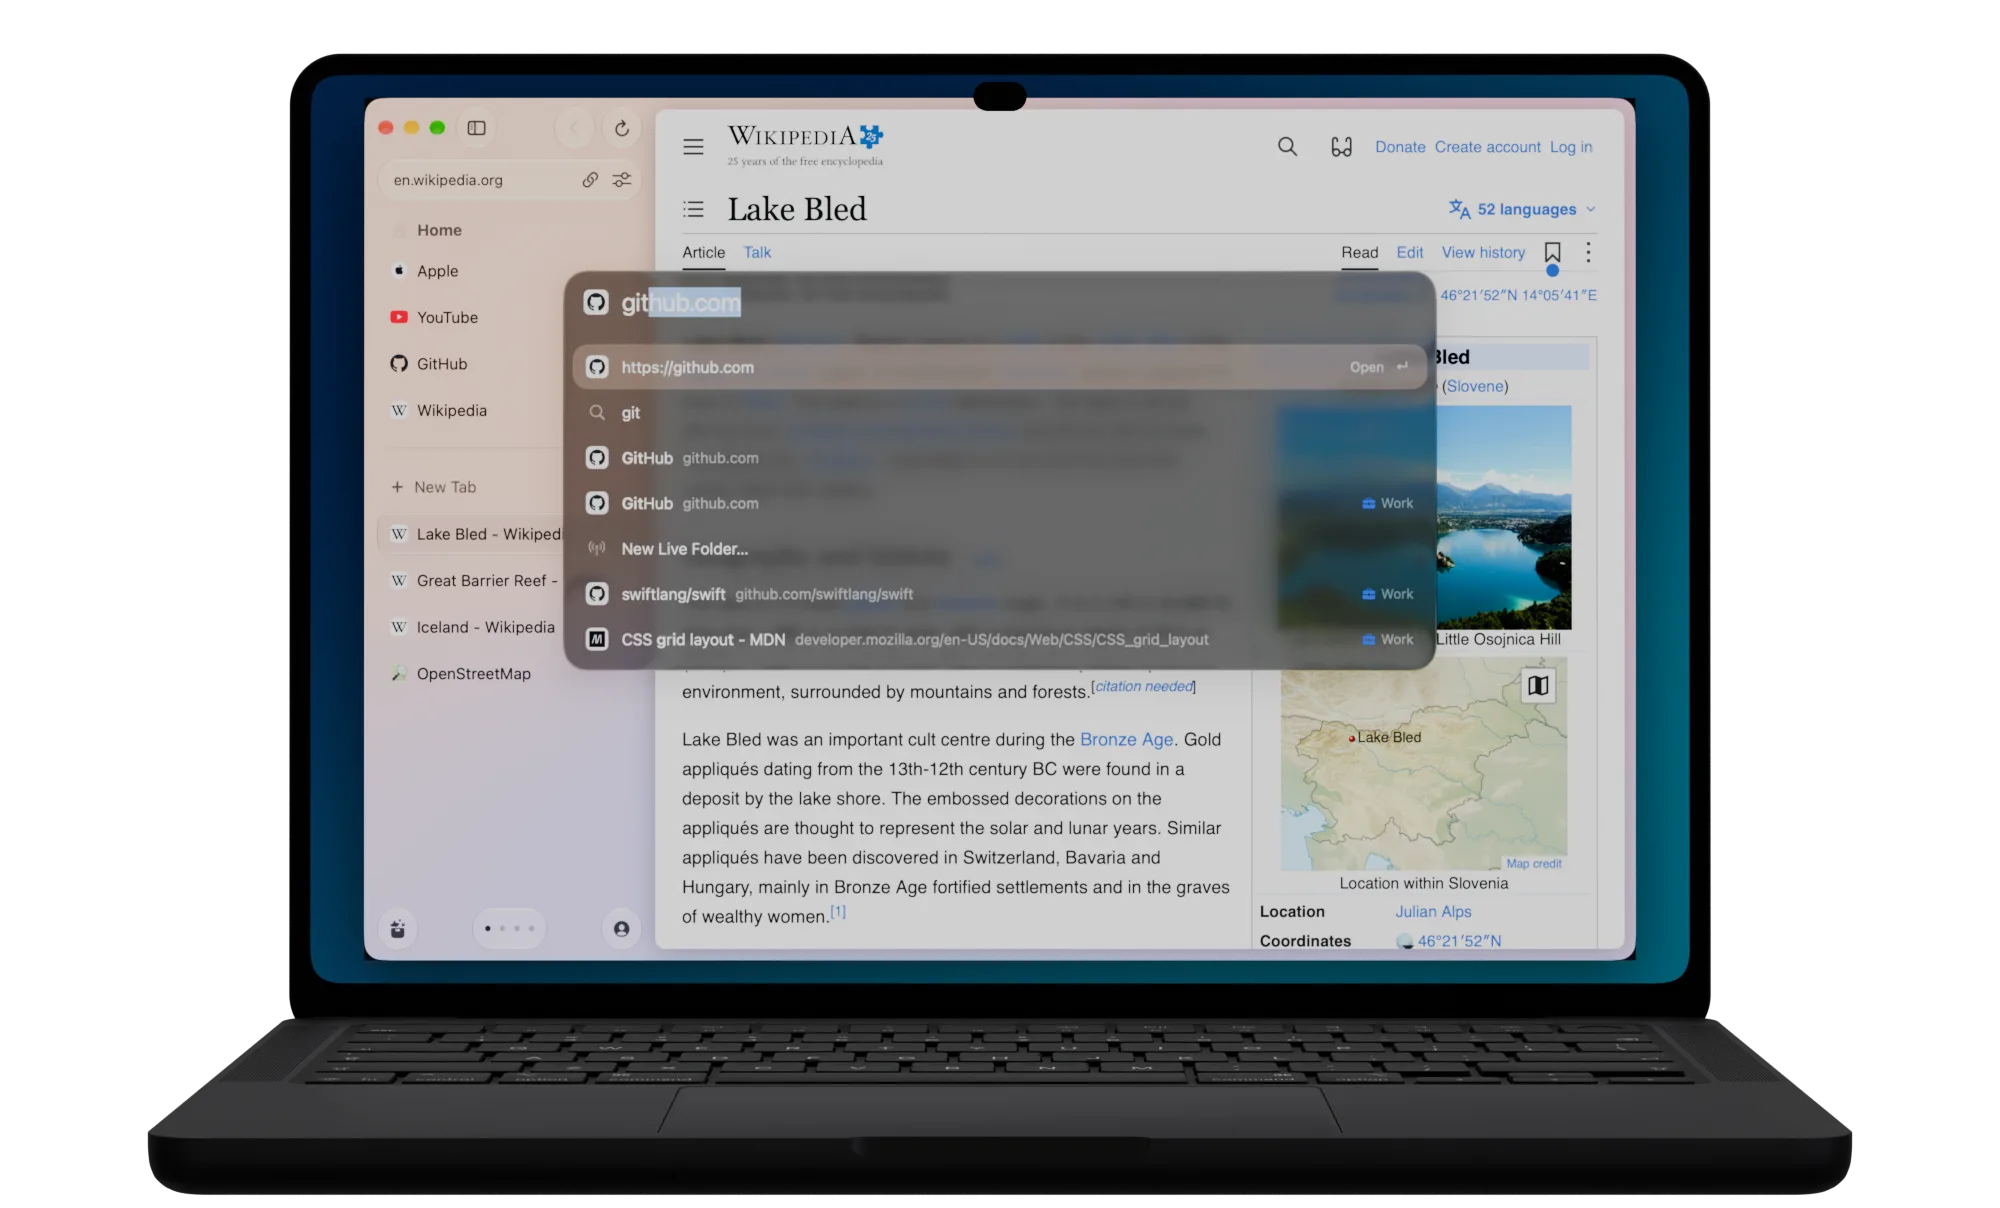 en.wikipedia.org
Home
Apple
YouTube
GitHub
Wikipedia
+ New Tab
Lake Bled - Wikipedi
Great Barrier Reef -
Iceland - Wikipedia
OpenStreetMap
WIKIPEDIA 25
25 years of the free encyclopedia
Donate Create account Log in
Lake Bled
52 languages
Article Talk
Read Edit View history
46°21′52″N 14°05′41″E
github.com
https://github.com Open
git
GitHub github.com
GitHub github.com Work
New Live Folder...
swiftlang/swift github.com/swiftlang/swift Work
CSS grid layout - MDN developer.mozilla.org/en-US/docs/Web/CSS/CSS_grid_layout Work
Bled
(Slovene)
Little Osojnica Hill
Lake Bled
Map credit
Location within Slovenia
Location Julian Alps
Coordinates 46°21′52″N
environment, surrounded by mountains and forests.[citation needed]
Lake Bled was an important cult centre during the Bronze Age. Gold
appliqués dating from the 13th-12th century BC were found in a
deposit by the lake shore. The embossed decorations on the
appliqués are thought to represent the solar and lunar years. Similar
appliqués have been discovered in Switzerland, Bavaria and
Hungary, mainly in Bronze Age fortified settlements and in the graves
of wealthy women.[1]
control option command
command option